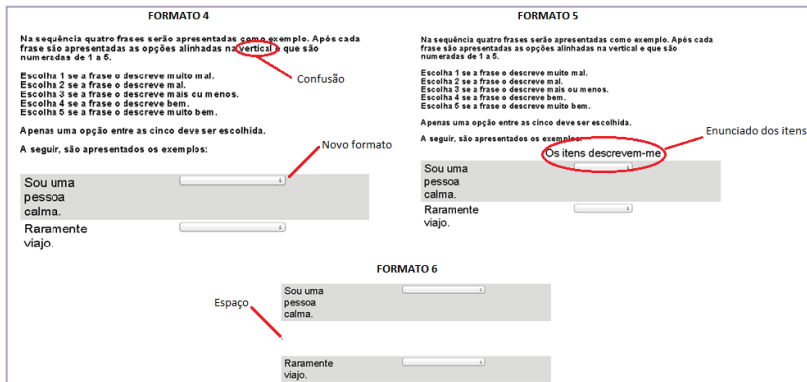 FORMATO 4
Na sequência quatro frases serão apresentadas como exemplo. Após cada
frase são apresentadas as opções alinhadas na vertical e que são
numeradas de 1 a 5.
Escolha 1 se a frase o descreve muito mal.
Escolha 2 se a frase o descreve mal.
Escolha 3 se a frase o descreve mais ou menos.
Escolha 4 se a frase o descreve bem.
Escolha 5 se a frase o descreve muito bem.
Apenas uma opção entre as cinco deve ser escolhida.
A seguir, são apresentados os exemplos:
Confusão
Novo formato
Sou uma
pessoa
calma.
Raramente
viajo.
FORMATO 5
Na sequência quatro frases serão apresentadas como exemplo. Após cada
frase são apresentadas as opções alinhadas na vertical e que são
numeradas de 1 a 5.
Escolha 1 se a frase o descreve muito mal.
Escolha 2 se a frase o descreve mal.
Escolha 3 se a frase o descreve mais ou menos.
Escolha 4 se a frase o descreve bem.
Escolha 5 se a frase o descreve muito bem.
Apenas uma opção entre as cinco deve ser escolhida.
A seguir, são apresentados os exemplos:
Enunciado dos itens
Os itens descrevem-me
Sou uma
pessoa
calma.
Raramente
viajo.
FORMATO 6
Sou uma
pessoa
calma.
Espaço
Raramente
viajo.